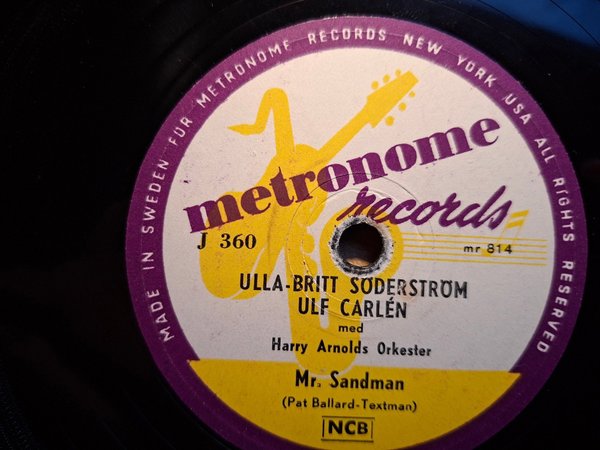 MADE IN SWEDEN FOR METRONOME RECORDS NEW YORK USA ALL RIGHTS RESERVED
metronome
records
J 360
mr 814
ULLA-BRITT SÖDERSTRÖM
ULF CARLÉN
med
Harry Arnolds Orkester
Mr. Sandman
(Pat Ballard-Textman)
NCB